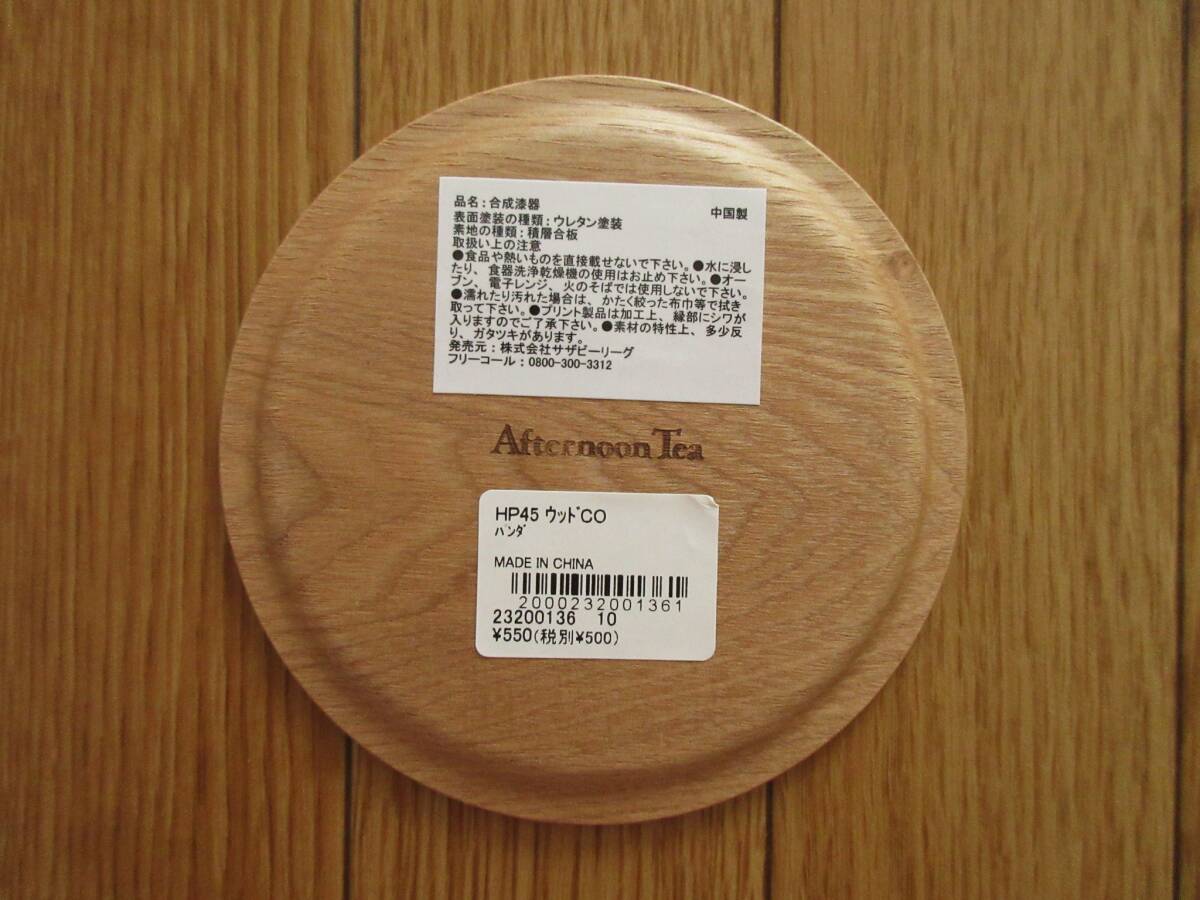 品名：合成漆器
中国製
表面塗装の種類：ウレタン塗装
素地の種類：積層合板
取扱い上の注意
●食品や熱いものを直接載せないで下さい。●水に浸し
たり、食器洗浄乾燥機の使用はお止め下さい。●オー
ブン、電子レンジ、火のそばでは使用しないで下さい。
●濡れたり汚れた場合は、かたく絞った布巾等で拭き
取って下さい。●プリント製品は加工上、縁部にシワが
入りますのでご了承下さい。●素材の特性上、多少反
り、ガタツキがあります。
発売元：株式会社サザビーリーグ
フリーコール：0800-300-3312
Afternoon Tea
HP45 ｳｯﾄﾞCO
ﾊﾟﾝﾀﾞ
MADE IN CHINA
2000232001361
23200136 10
¥550(税別¥500)